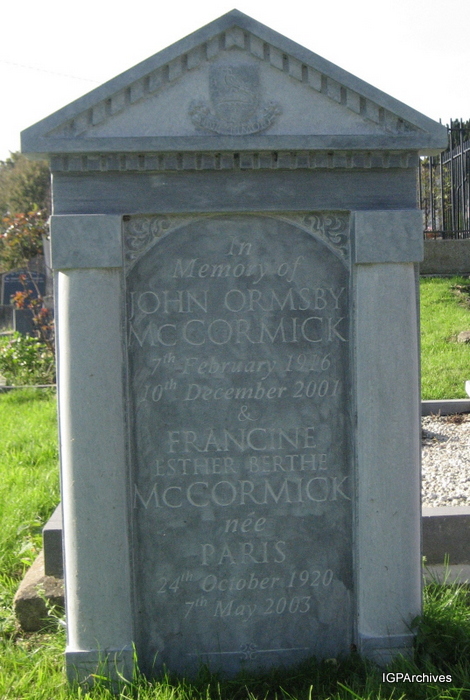 In
Memory of
JOHN ORMSBY
McCORMICK
7th February 1926
10th December 2001
&
FRANCINE
ESTHER BERTHE
McCORMICK
née
PARIS
24th October 1920
7th May 2003
IGPArchives